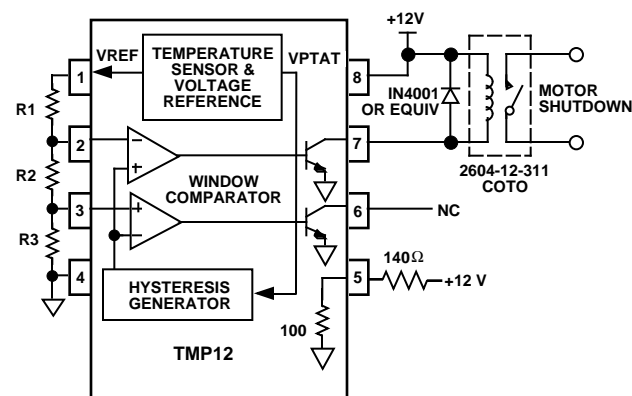 +12V
VREF
TEMPERATURE
SENSOR &
VOLTAGE
REFERENCE
VPTAT
1
8
R1
IN4001
OR EQUIV
MOTOR
SHUTDOWN
2
−
+
7
R2
2604-12-311
COTO
WINDOW
COMPARATOR
3
+
−
6
NC
R3
4
HYSTERESIS
GENERATOR
5
140Ω
+12 V
100
TMP12